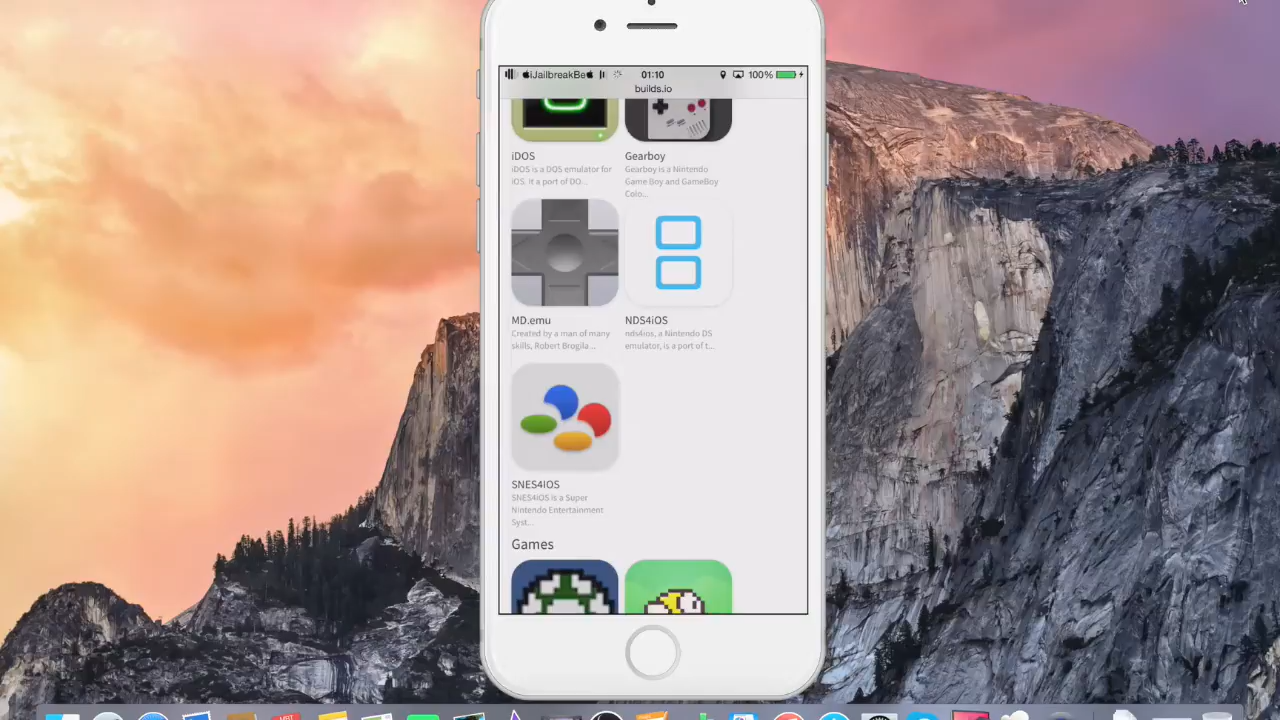 iJailbreakBe
01:10
100%
builds.io
iDOS
iDOS is a DOS emulator for
iOS. It a port of DO...
Gearboy
Gearboy is a Nintendo
Game Boy and GameBoy
Colo...
MD.emu
Created by a man of many
skills, Robert Brogila ...
NDS4iOS
nds4ios, a Nintendo DS
emulator, is a port of t...
SNES4IOS
SNES4iOS is a Super
Nintendo Entertainment
Syst...
Games